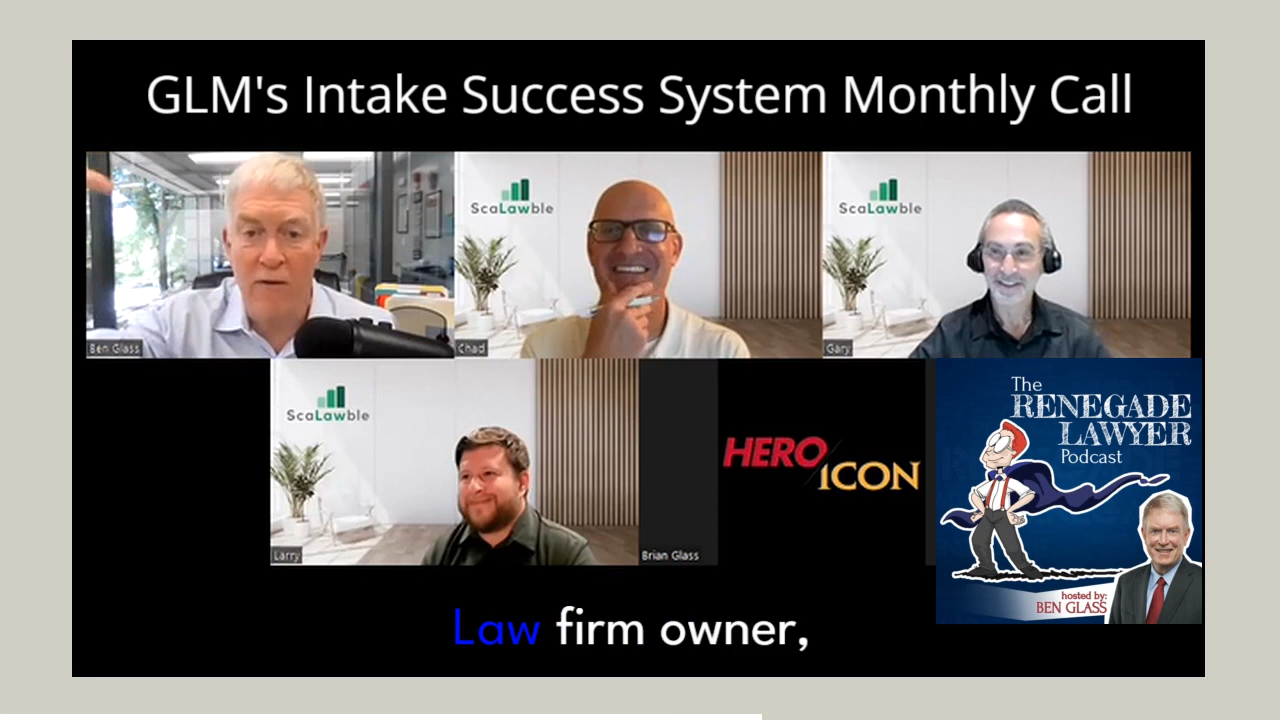 GLM's Intake Success System Monthly Call
Ben Glass
ScaLawble
Chad
ScaLawble
Gary
ScaLawble
Larry
Brian Glass
HERO
ICON
The
RENEGADE
LAWYER
Podcast
hosted by:
BEN GLASS
Law firm owner,